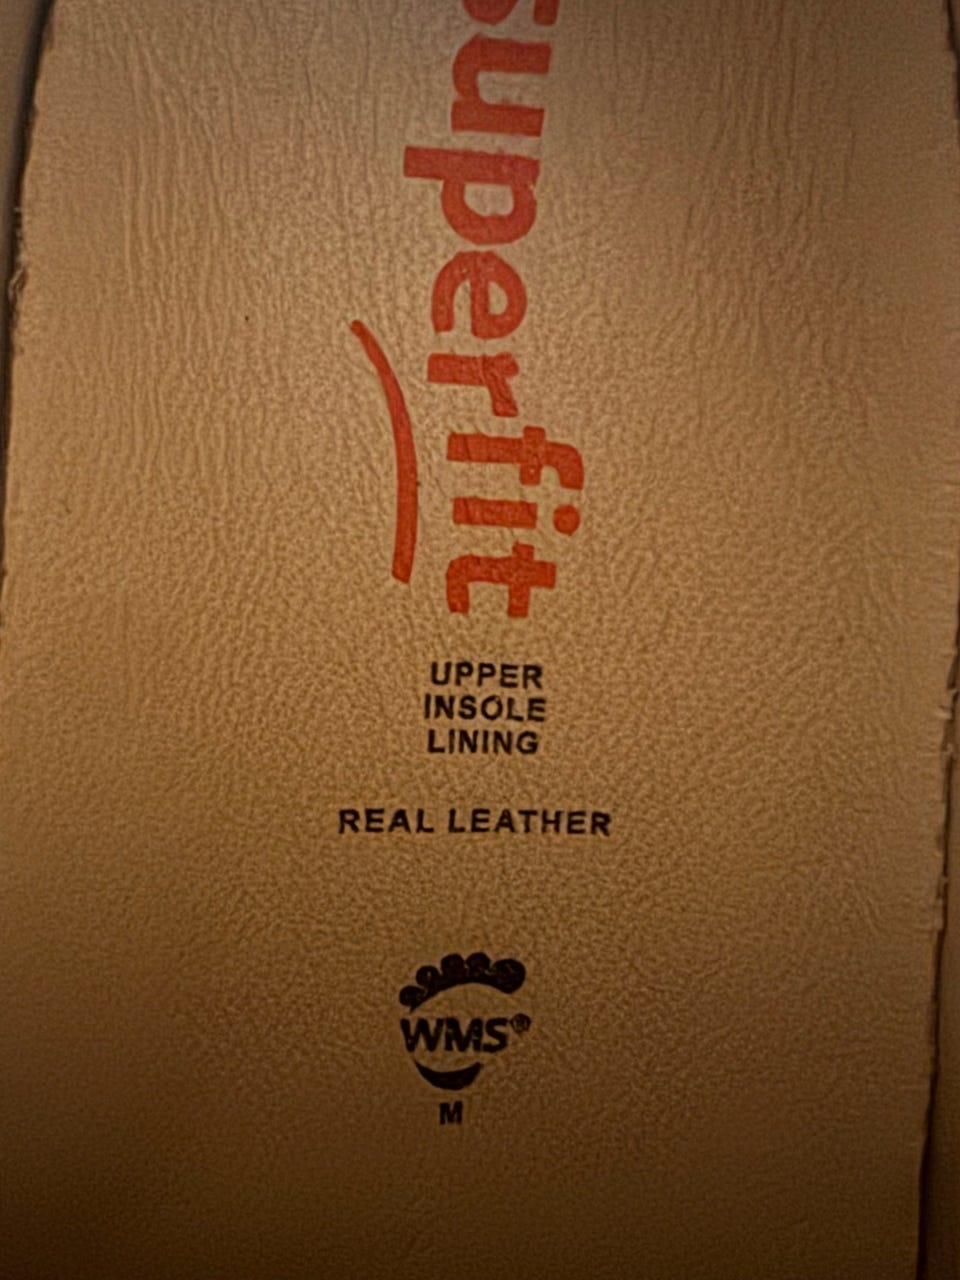 superfit
UPPER
INSOLE
LINING
REAL LEATHER
WMS®
M